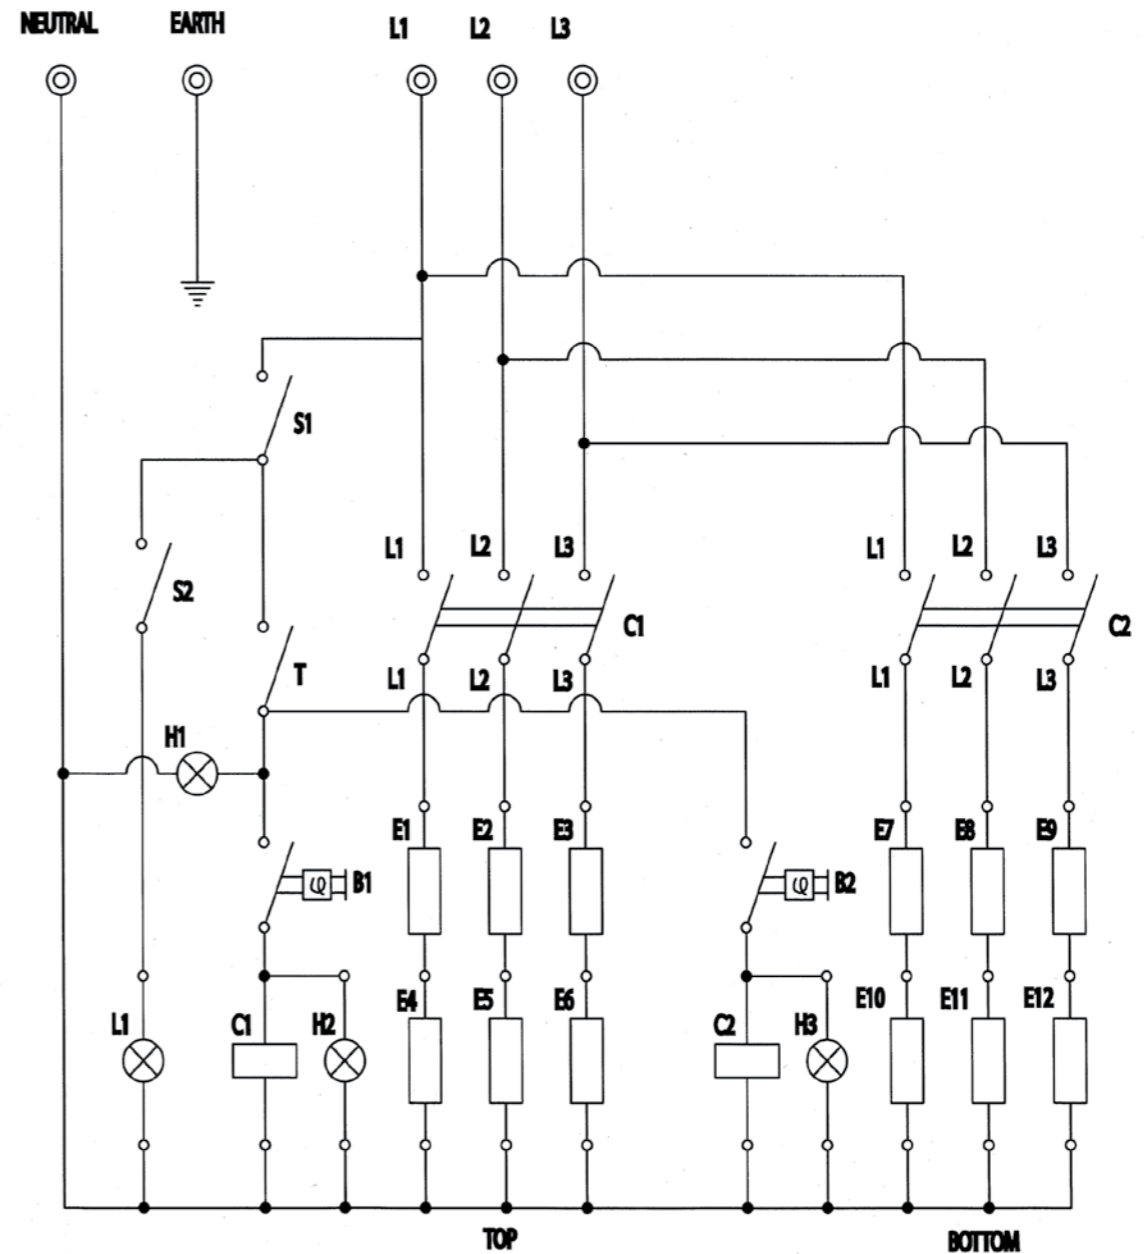 NEUTRAL EARTH L1 L2 L3
S1
L1 L2 L3 L1 L2 L3
S2
C1 C2
T L1 L2 L3 L1 L2 L3
H1
E1 E2 E3 E7 E8 E9
φ B1 φ B2
E4 E5 E6 E10 E11 E12
L1 C1 H2 C2 H3
TOP BOTTOM